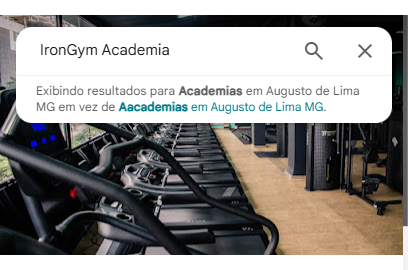 IronGym Academia
Exibindo resultados para Academias em Augusto de Lima
MG em vez de Aacademias em Augusto de Lima MG.